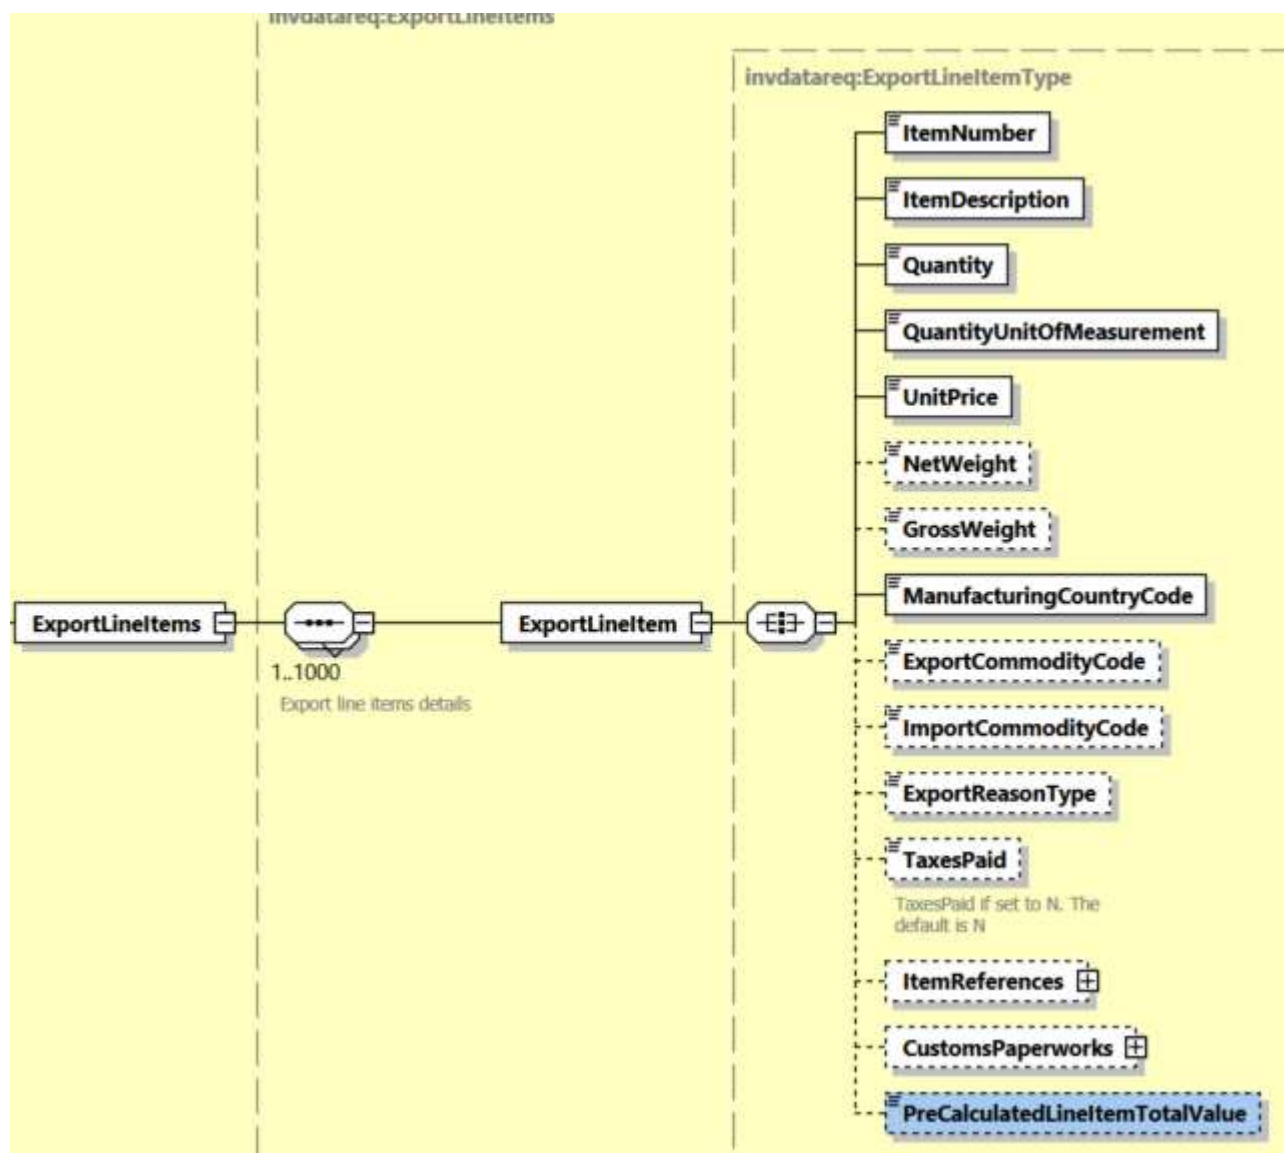 invdatareq:ExportLineItems
invdatareq:ExportLineItemType
ItemNumber
ItemDescription
Quantity
QuantityUnitOfMeasurement
UnitPrice
NetWeight
GrossWeight
ManufacturingCountryCode
ExportLineItems
ExportLineItem
1..1000
Export line items details
ExportCommodityCode
ImportCommodityCode
ExportReasonType
TaxesPaid
TaxesPaid if set to N. The
default is N
ItemReferences
CustomsPaperworks
PreCalculatedLineItemTotalValue